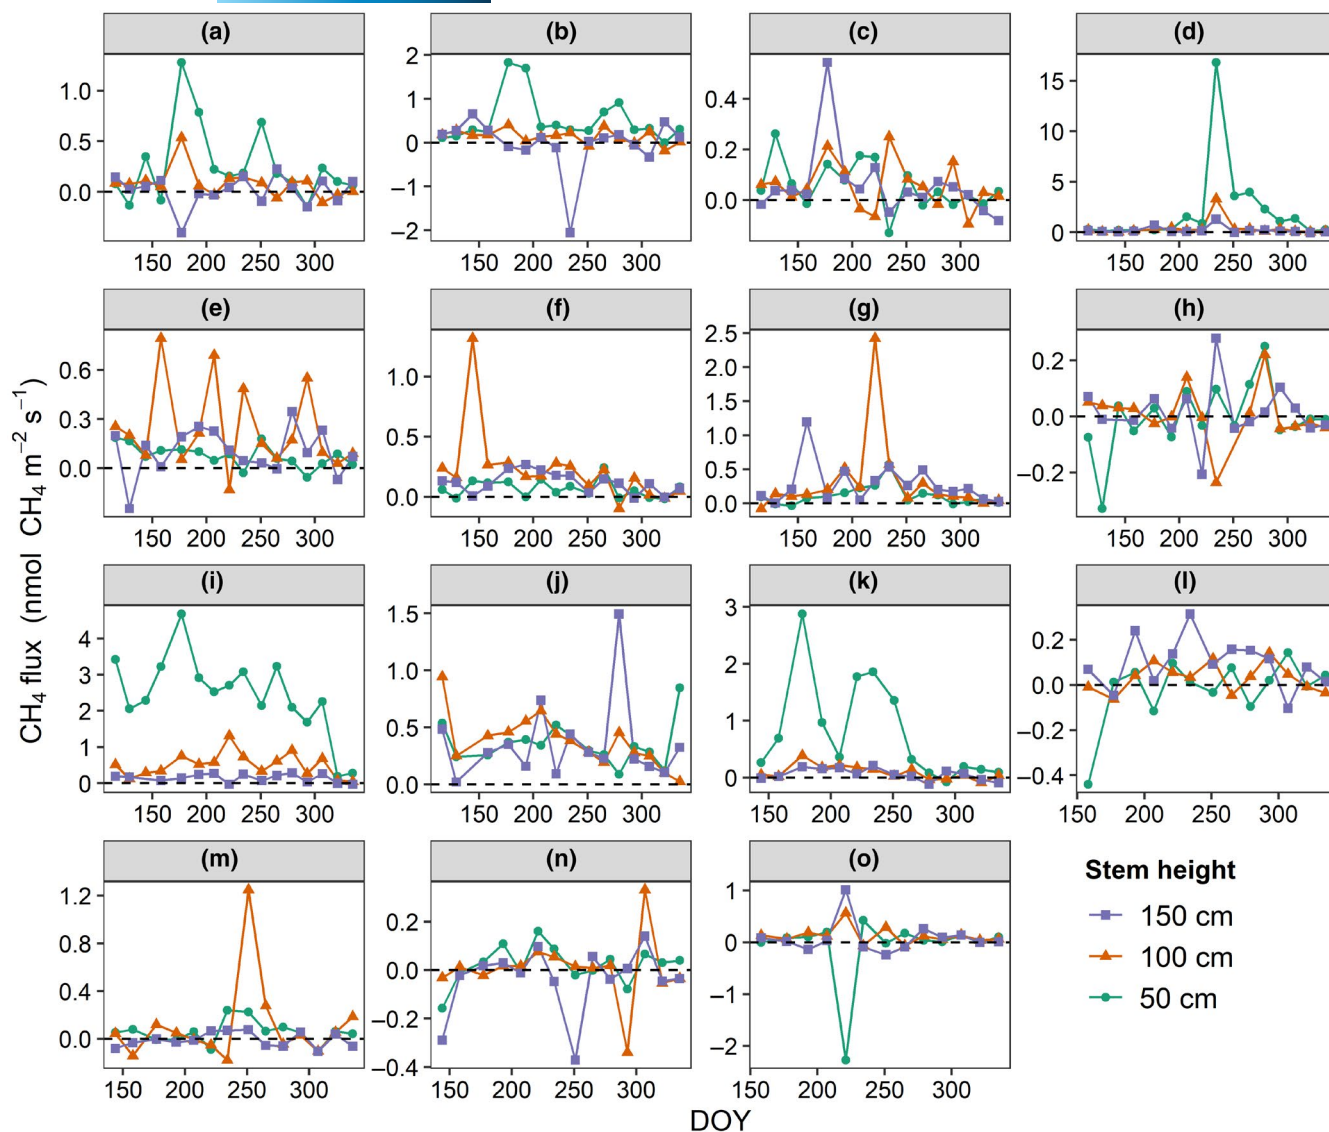 (a) (b) (c) (d)
1.0 0.5 0.0
2 1 0 −1 −2
0.4 0.2 0.0
15 10 5 0
150 200 250 300 150 200 250 300 150 200 250 300 150 200 250 300
(e) (f) (g) (h)
0.6 0.3 0.0
1.0 0.5 0.0
2.5 2.0 1.5 1.0 0.5 0.0
0.2 0.0 −0.2
150 200 250 300 150 200 250 300 150 200 250 300 150 200 250 300
CH4 flux (nmol CH4 m−2 s−1)
(i) (j) (k) (l)
4 3 2 1 0
1.5 1.0 0.5 0.0
3 2 1 0
0.2 0.0 −0.2 −0.4
150 200 250 300 150 200 250 300 150 200 250 300 150 200 250 300
(m) (n) (o)
1.2 0.8 0.4 0.0
0.2 0.0 −0.2 −0.4
1 0 −1 −2
150 200 250 300 150 200 250 300 150 200 250 300
DOY
Stem height
150 cm
100 cm
50 cm